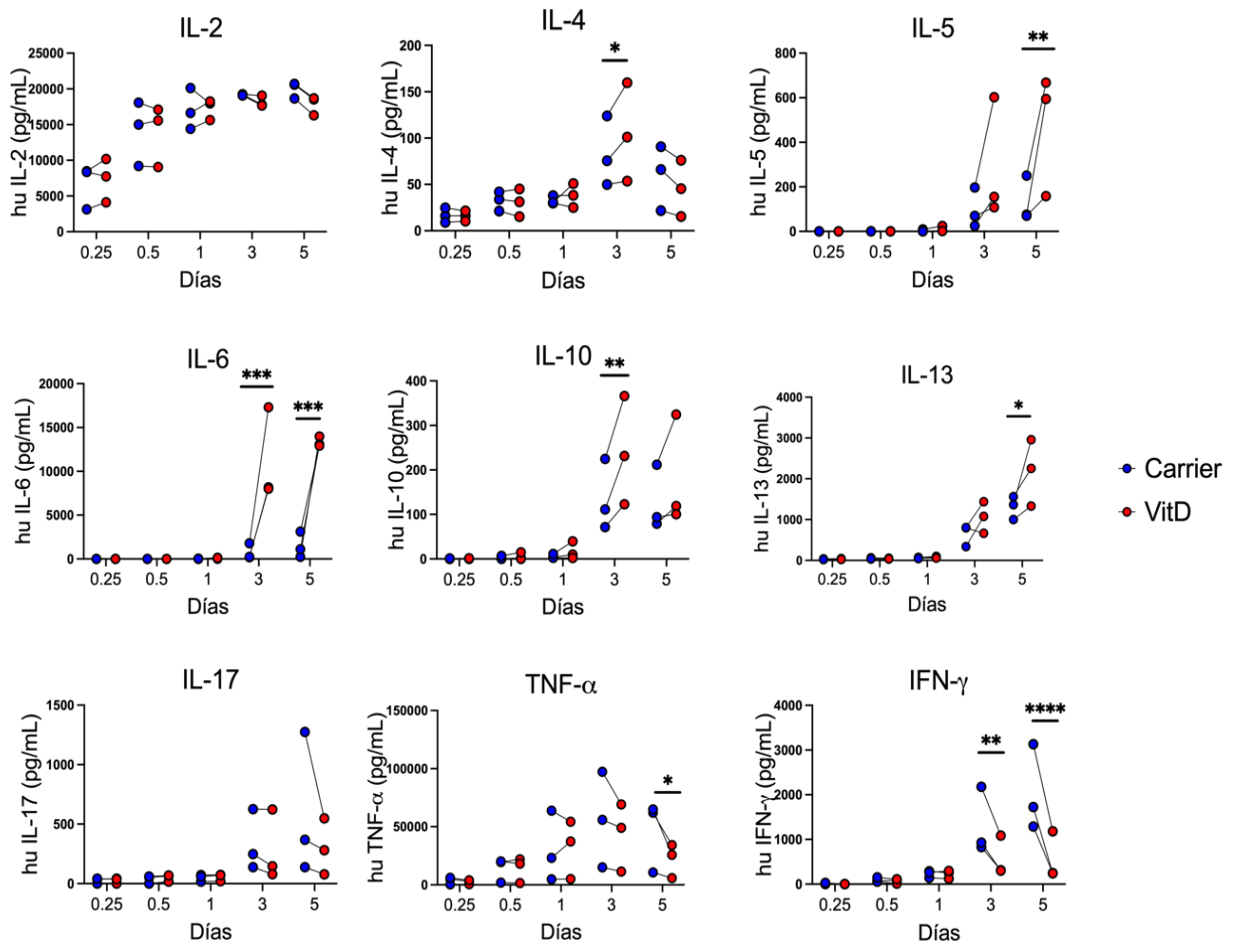 IL-2
hu IL-2 (pg/mL)
25000
20000
15000
10000
5000
0
0.25 0.5 1 3 5
Días
IL-4
hu IL-4 (pg/mL)
200
150
100
50
0
*
0.25 0.5 1 3 5
Días
IL-5
hu IL-5 (pg/mL)
800
600
400
200
0
**
0.25 0.5 1 3 5
Días
IL-6
hu IL-6 (pg/mL)
20000
15000
10000
5000
0
***
***
0.25 0.5 1 3 5
Días
IL-10
hu IL-10 (pg/mL)
400
300
200
100
0
**
0.25 0.5 1 3 5
Días
IL-13
hu IL-13 (pg/mL)
4000
3000
2000
1000
0
*
0.25 0.5 1 3 5
Días
Carrier
VitD
IL-17
hu IL-17 (pg/mL)
1500
1000
500
0
0.25 0.5 1 3 5
Días
TNF-α
hu TNF-α (pg/mL)
150000
100000
50000
0
*
0.25 0.5 1 3 5
Días
IFN-γ
hu IFN-γ (pg/mL)
4000
3000
2000
1000
0
**
****
0.25 0.5 1 3 5
Días